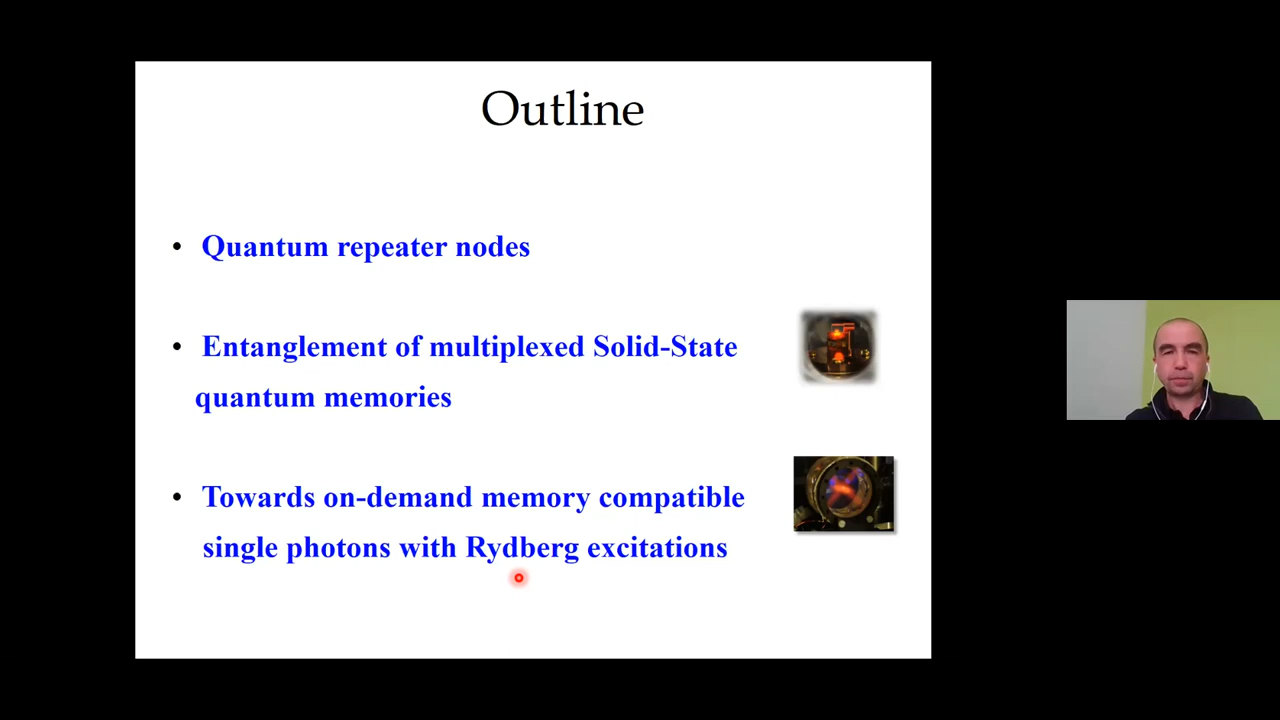 Outline
• Quantum repeater nodes
• Entanglement of multiplexed Solid-State
quantum memories
• Towards on-demand memory compatible
single photons with Rydberg excitations